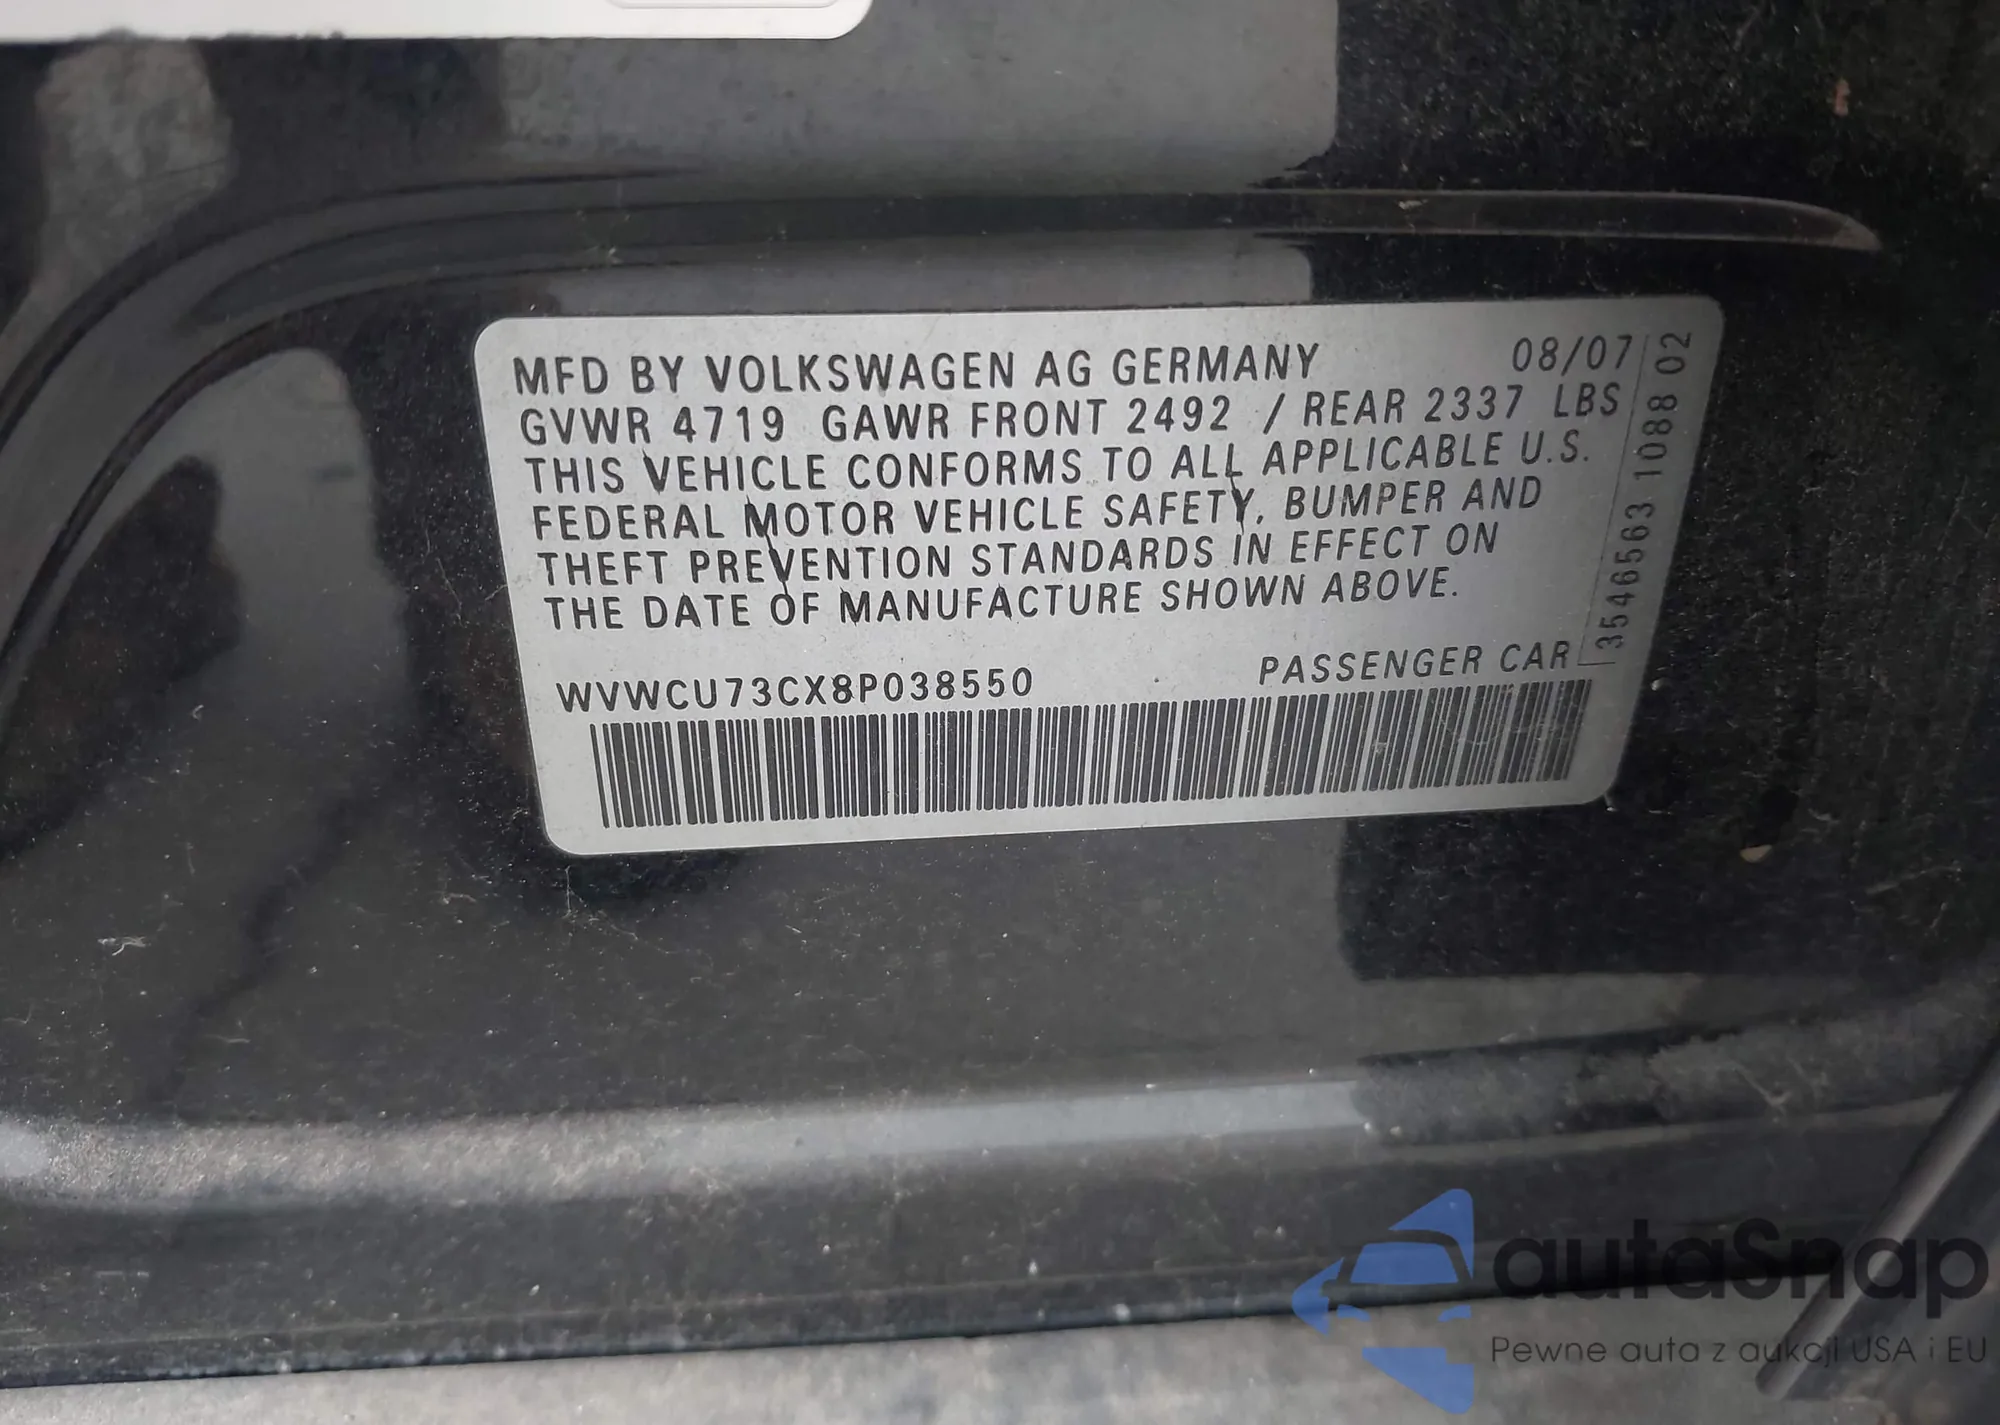 MFD BY VOLKSWAGEN AG GERMANY 08/07
GVWR 4719 GAWR FRONT 2492 / REAR 2337 LBS
THIS VEHICLE CONFORMS TO ALL APPLICABLE U.S.
FEDERAL MOTOR VEHICLE SAFETY, BUMPER AND
THEFT PREVENTION STANDARDS IN EFFECT ON
THE DATE OF MANUFACTURE SHOWN ABOVE.
WVWCU73CX8P038550 PASSENGER CAR
3546563 1088 02
autaSnap
Pewne auta z aukcji USA i EU